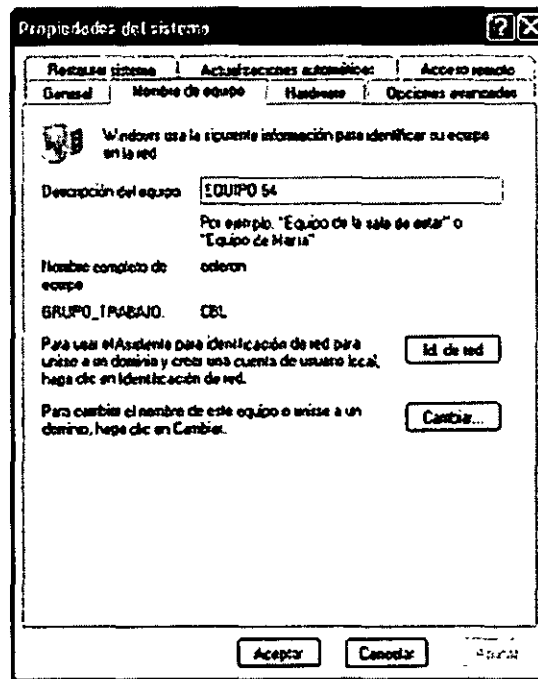 Propiedades del sistema
Restaurar sistema
Actualizaciones automáticas
Acceso remoto
General
Nombre de equipo
Hardware
Opciones avanzadas
Windows usa la siguiente información para identificar su equipo
en la red
Descripción del equipo
EQUIPO 54
Por ejemplo. "Equipo de la sala de estar" o
"Equipo de María"
Nombre completo de
equipo
celeron
GRUPO_TRABAJO.
CBL
Para usar el Asistente para identificación de red para
unirse a un dominio y crear una cuenta de usuario local,
haga clic en Identificación de red.
Id. de red
Para cambiar el nombre de este equipo o unirse a un
dominio, haga clic en Cambiar.
Cambiar...
Aceptar
Cancelar
Aplicar